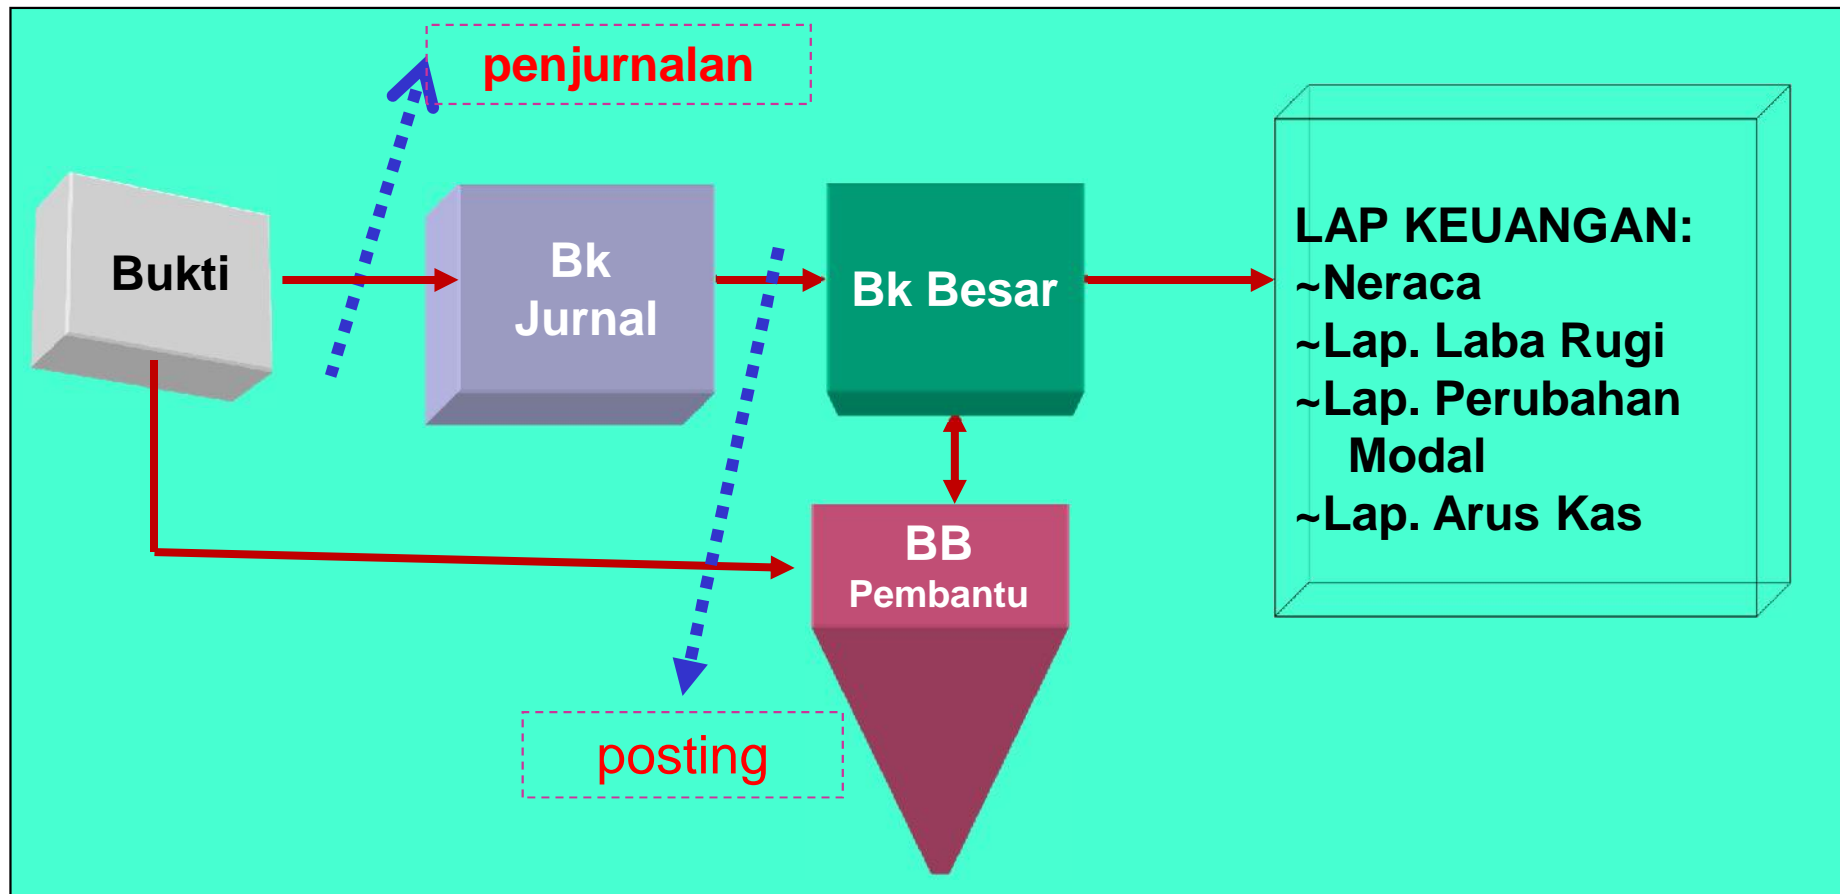 penjurnalan
Bukti
Bk
Jurnal
Bk Besar
LAP KEUANGAN:
~Neraca
~Lap. Laba Rugi
~Lap. Perubahan
Modal
~Lap. Arus Kas
BB
Pembantu
posting